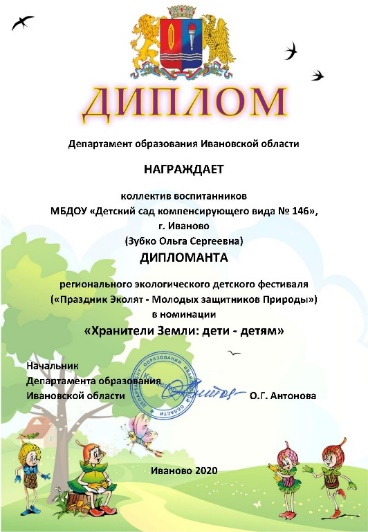 ДИПЛОМ
Департамент образования Ивановской области
НАГРАЖДАЕТ
коллектив воспитанников
МБДОУ «Детский сад компенсирующего вида № 146»,
г. Иваново
(Зубко Ольга Сергеевна)
ДИПЛОМАНТА
регионального экологического детского фестиваля
(«Праздник Эколят - Молодых защитников Природы»)
в номинации
«Хранители Земли: дети - детям»
Начальник
Департамента образования
Ивановской области
О.Г. Антонова
Иваново 2020